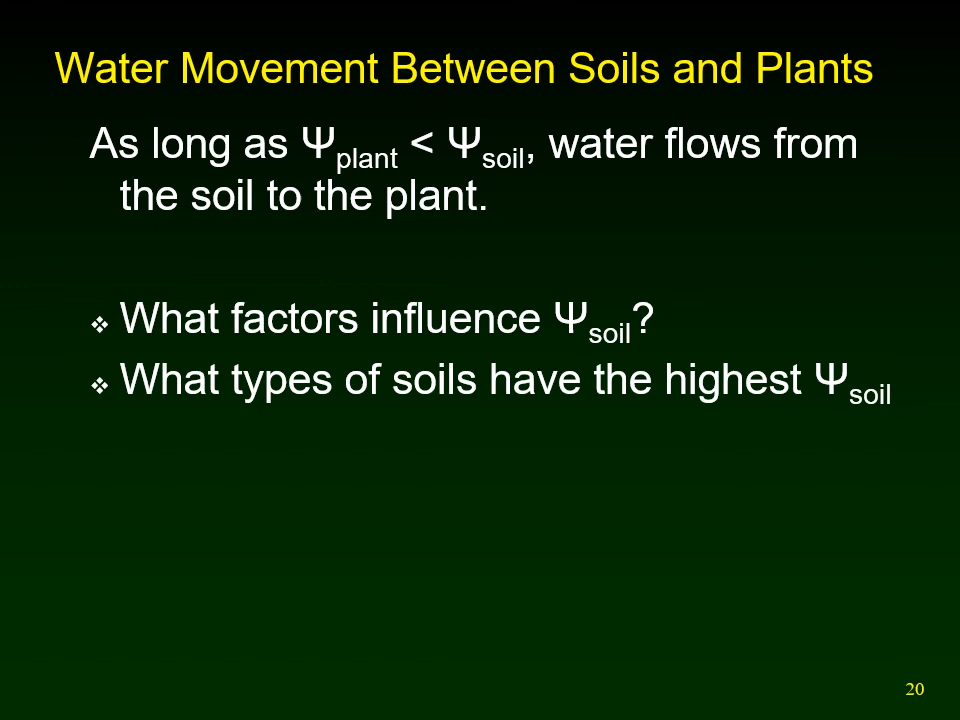 Water Movement Between Soils and Plants
As long as Ψplant < Ψsoil, water flows from
the soil to the plant.
❖ What factors influence Ψsoil?
❖ What types of soils have the highest Ψsoil
20